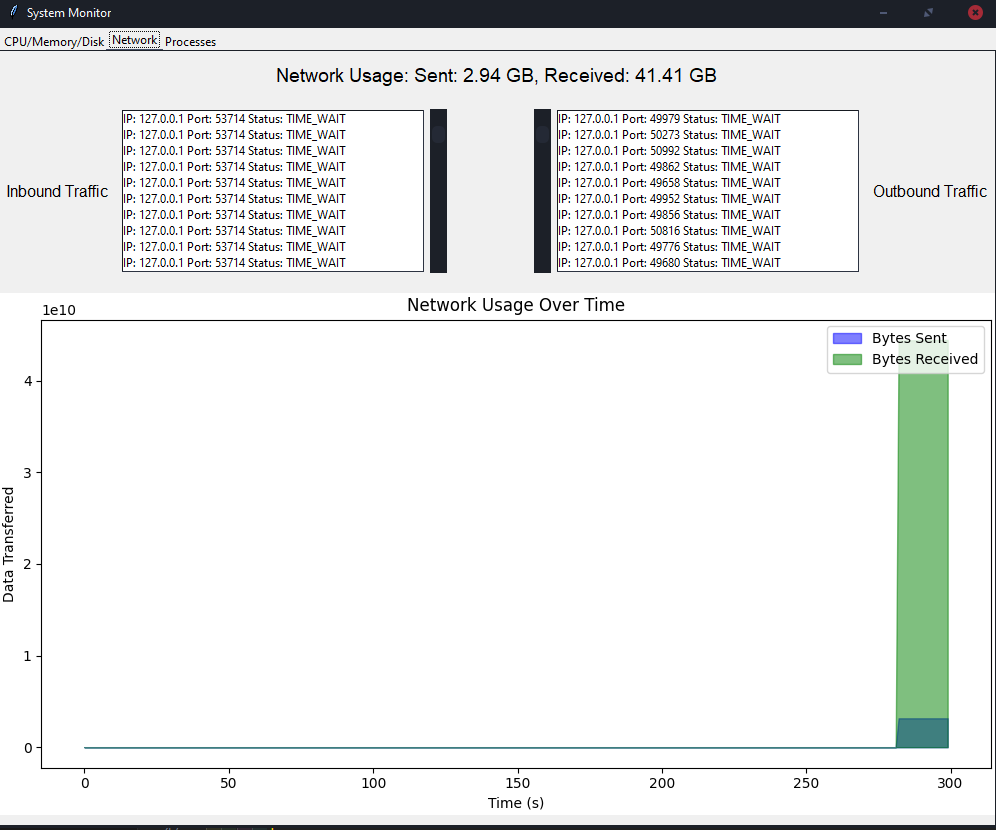 System Monitor
CPU/Memory/Disk Network Processes
Network Usage: Sent: 2.94 GB, Received: 41.41 GB
Inbound Traffic
IP: 127.0.0.1 Port: 53714 Status: TIME_WAIT
IP: 127.0.0.1 Port: 53714 Status: TIME_WAIT
IP: 127.0.0.1 Port: 53714 Status: TIME_WAIT
IP: 127.0.0.1 Port: 53714 Status: TIME_WAIT
IP: 127.0.0.1 Port: 53714 Status: TIME_WAIT
IP: 127.0.0.1 Port: 53714 Status: TIME_WAIT
IP: 127.0.0.1 Port: 53714 Status: TIME_WAIT
IP: 127.0.0.1 Port: 53714 Status: TIME_WAIT
IP: 127.0.0.1 Port: 53714 Status: TIME_WAIT
IP: 127.0.0.1 Port: 53714 Status: TIME_WAIT
IP: 127.0.0.1 Port: 49979 Status: TIME_WAIT
IP: 127.0.0.1 Port: 50273 Status: TIME_WAIT
IP: 127.0.0.1 Port: 50992 Status: TIME_WAIT
IP: 127.0.0.1 Port: 49862 Status: TIME_WAIT
IP: 127.0.0.1 Port: 49658 Status: TIME_WAIT
IP: 127.0.0.1 Port: 49952 Status: TIME_WAIT
IP: 127.0.0.1 Port: 49856 Status: TIME_WAIT
IP: 127.0.0.1 Port: 50816 Status: TIME_WAIT
IP: 127.0.0.1 Port: 49776 Status: TIME_WAIT
IP: 127.0.0.1 Port: 49680 Status: TIME_WAIT
Outbound Traffic
Network Usage Over Time
1e10
Bytes Sent
Bytes Received
4
3
2
1
0
Data Transferred
0 50 100 150 200 250 300
Time (s)